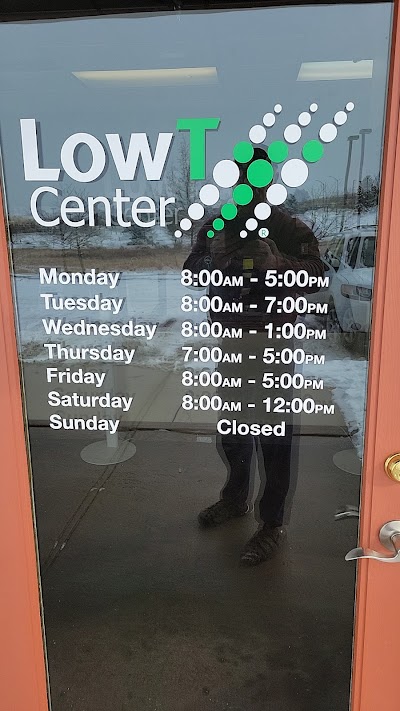 LowT
Center
®
Monday 8:00AM - 5:00PM
Tuesday 8:00AM - 7:00PM
Wednesday 8:00AM - 1:00PM
Thursday 7:00AM - 5:00PM
Friday 8:00AM - 5:00PM
Saturday 8:00AM - 12:00PM
Sunday Closed